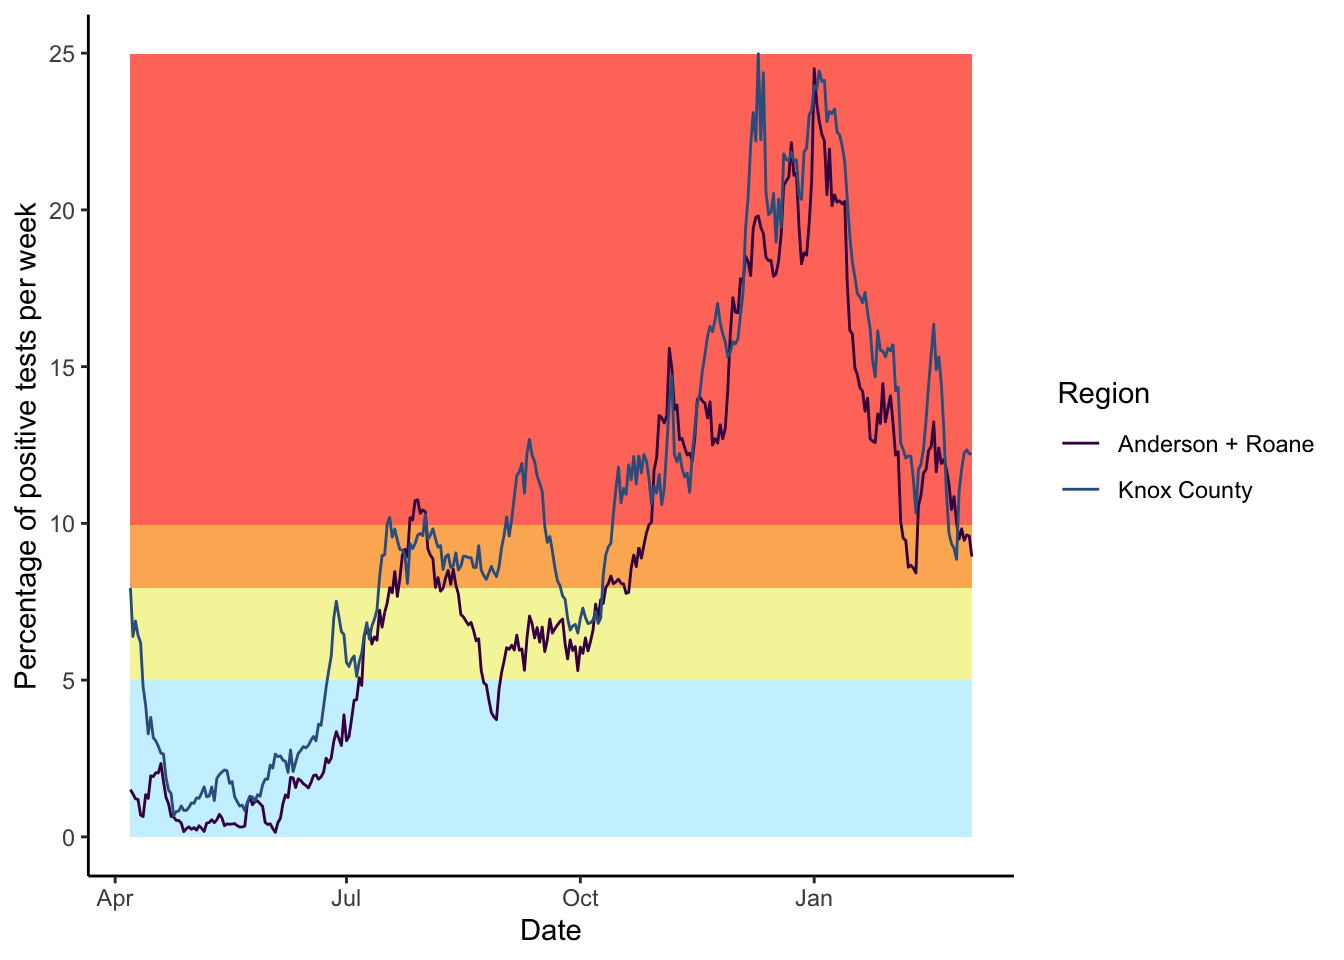 Percentage of positive tests per week
25
20
15
10
5
0
Apr
Jul
Oct
Jan
Date
Region
Anderson + Roane
Knox County